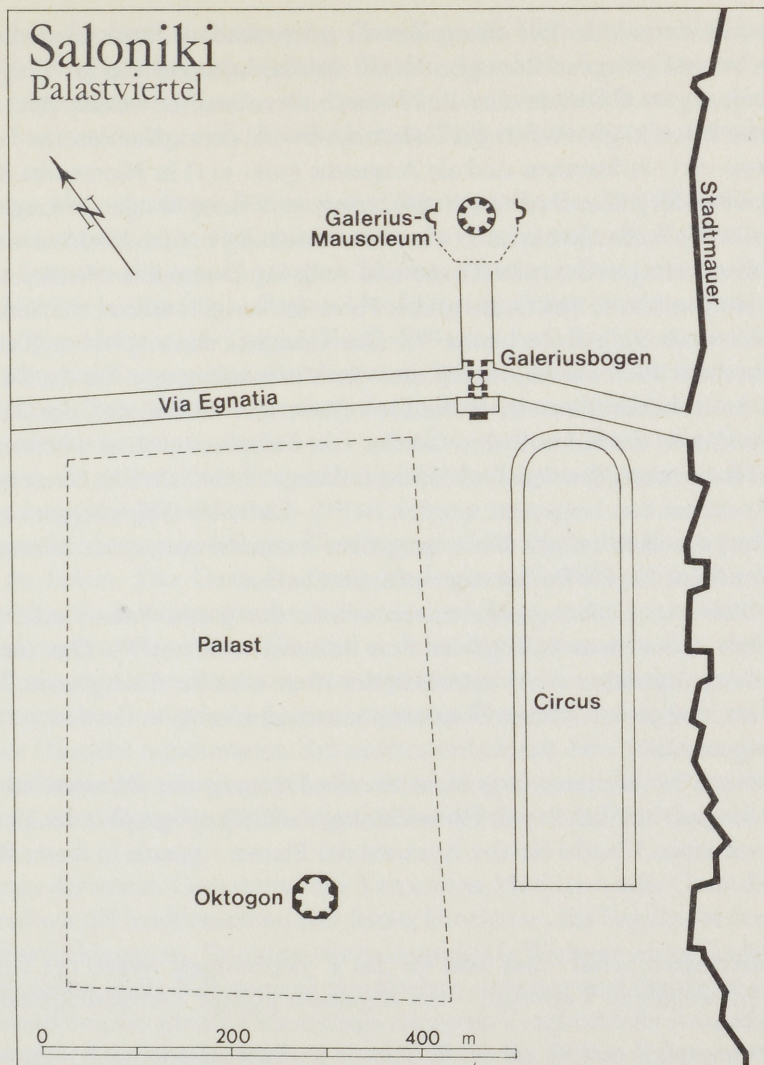 Saloniki
Palastviertel
N
Galerius-
Mausoleum
Stadtmauer
Galeriusbogen
Via Egnatia
Palast
Circus
Oktogon
0 200 400 m